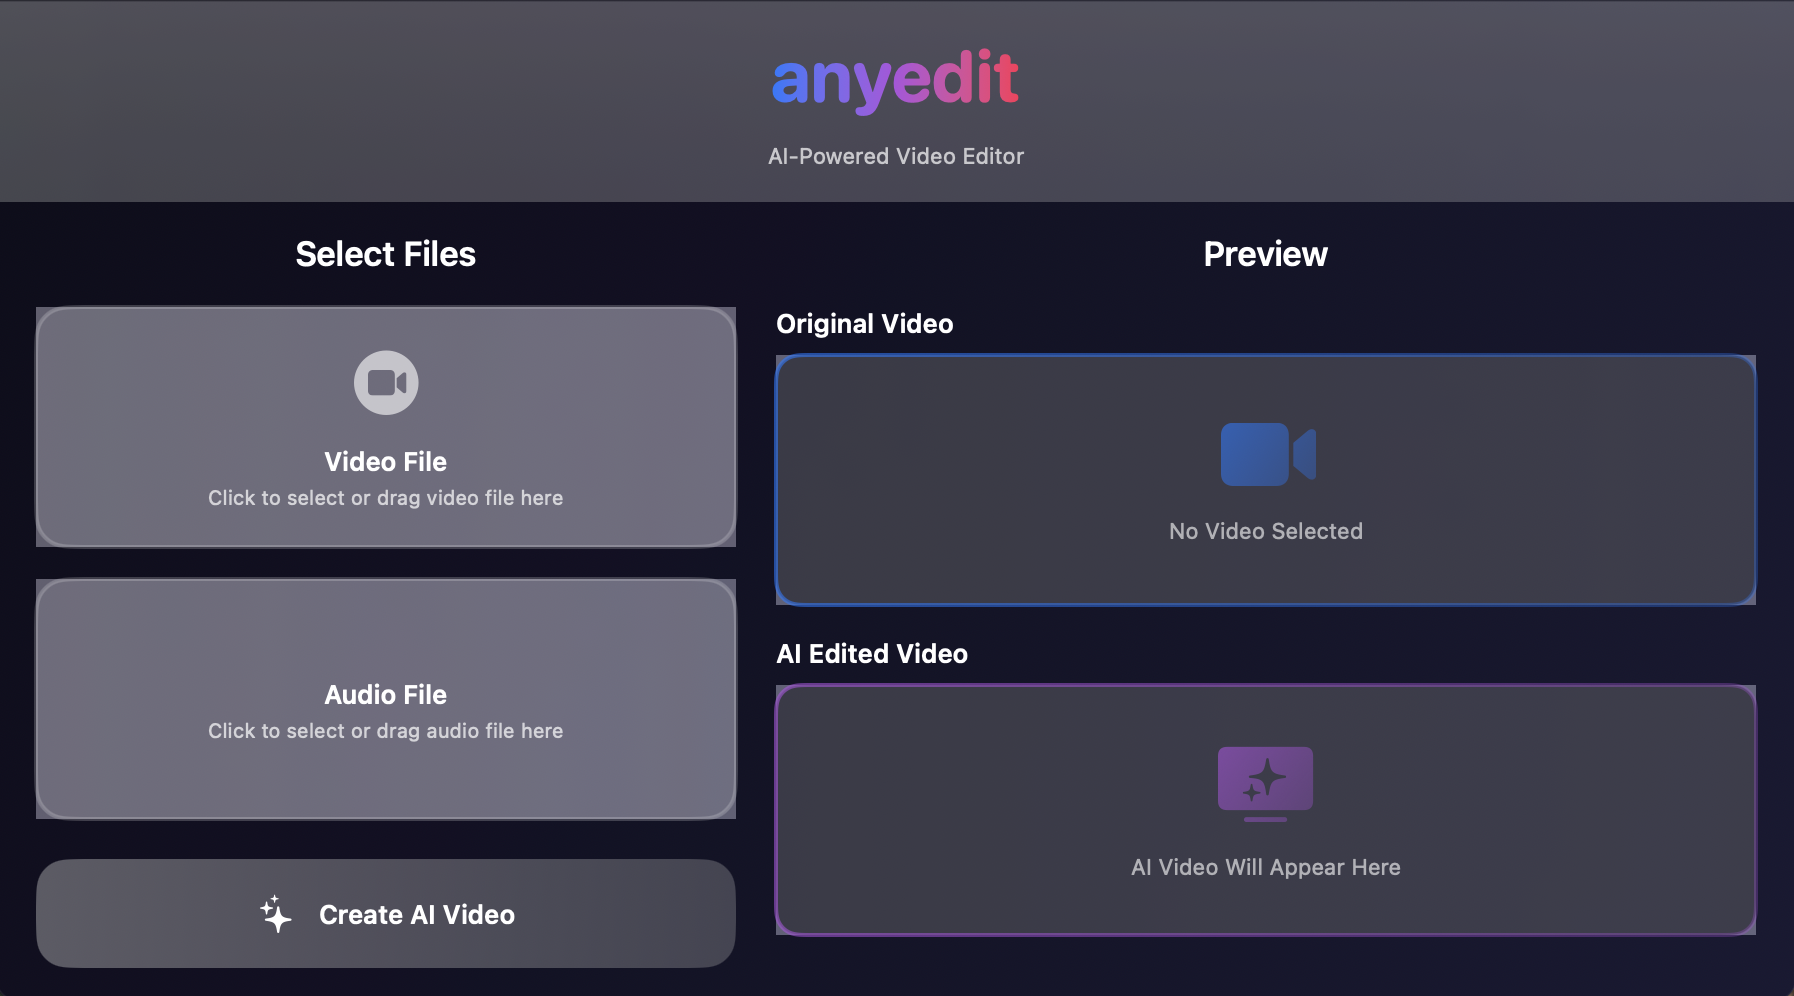 anyedit
AI-Powered Video Editor
Select Files
Video File
Click to select or drag video file here
Audio File
Click to select or drag audio file here
Create AI Video
Preview
Original Video
No Video Selected
AI Edited Video
AI Video Will Appear Here